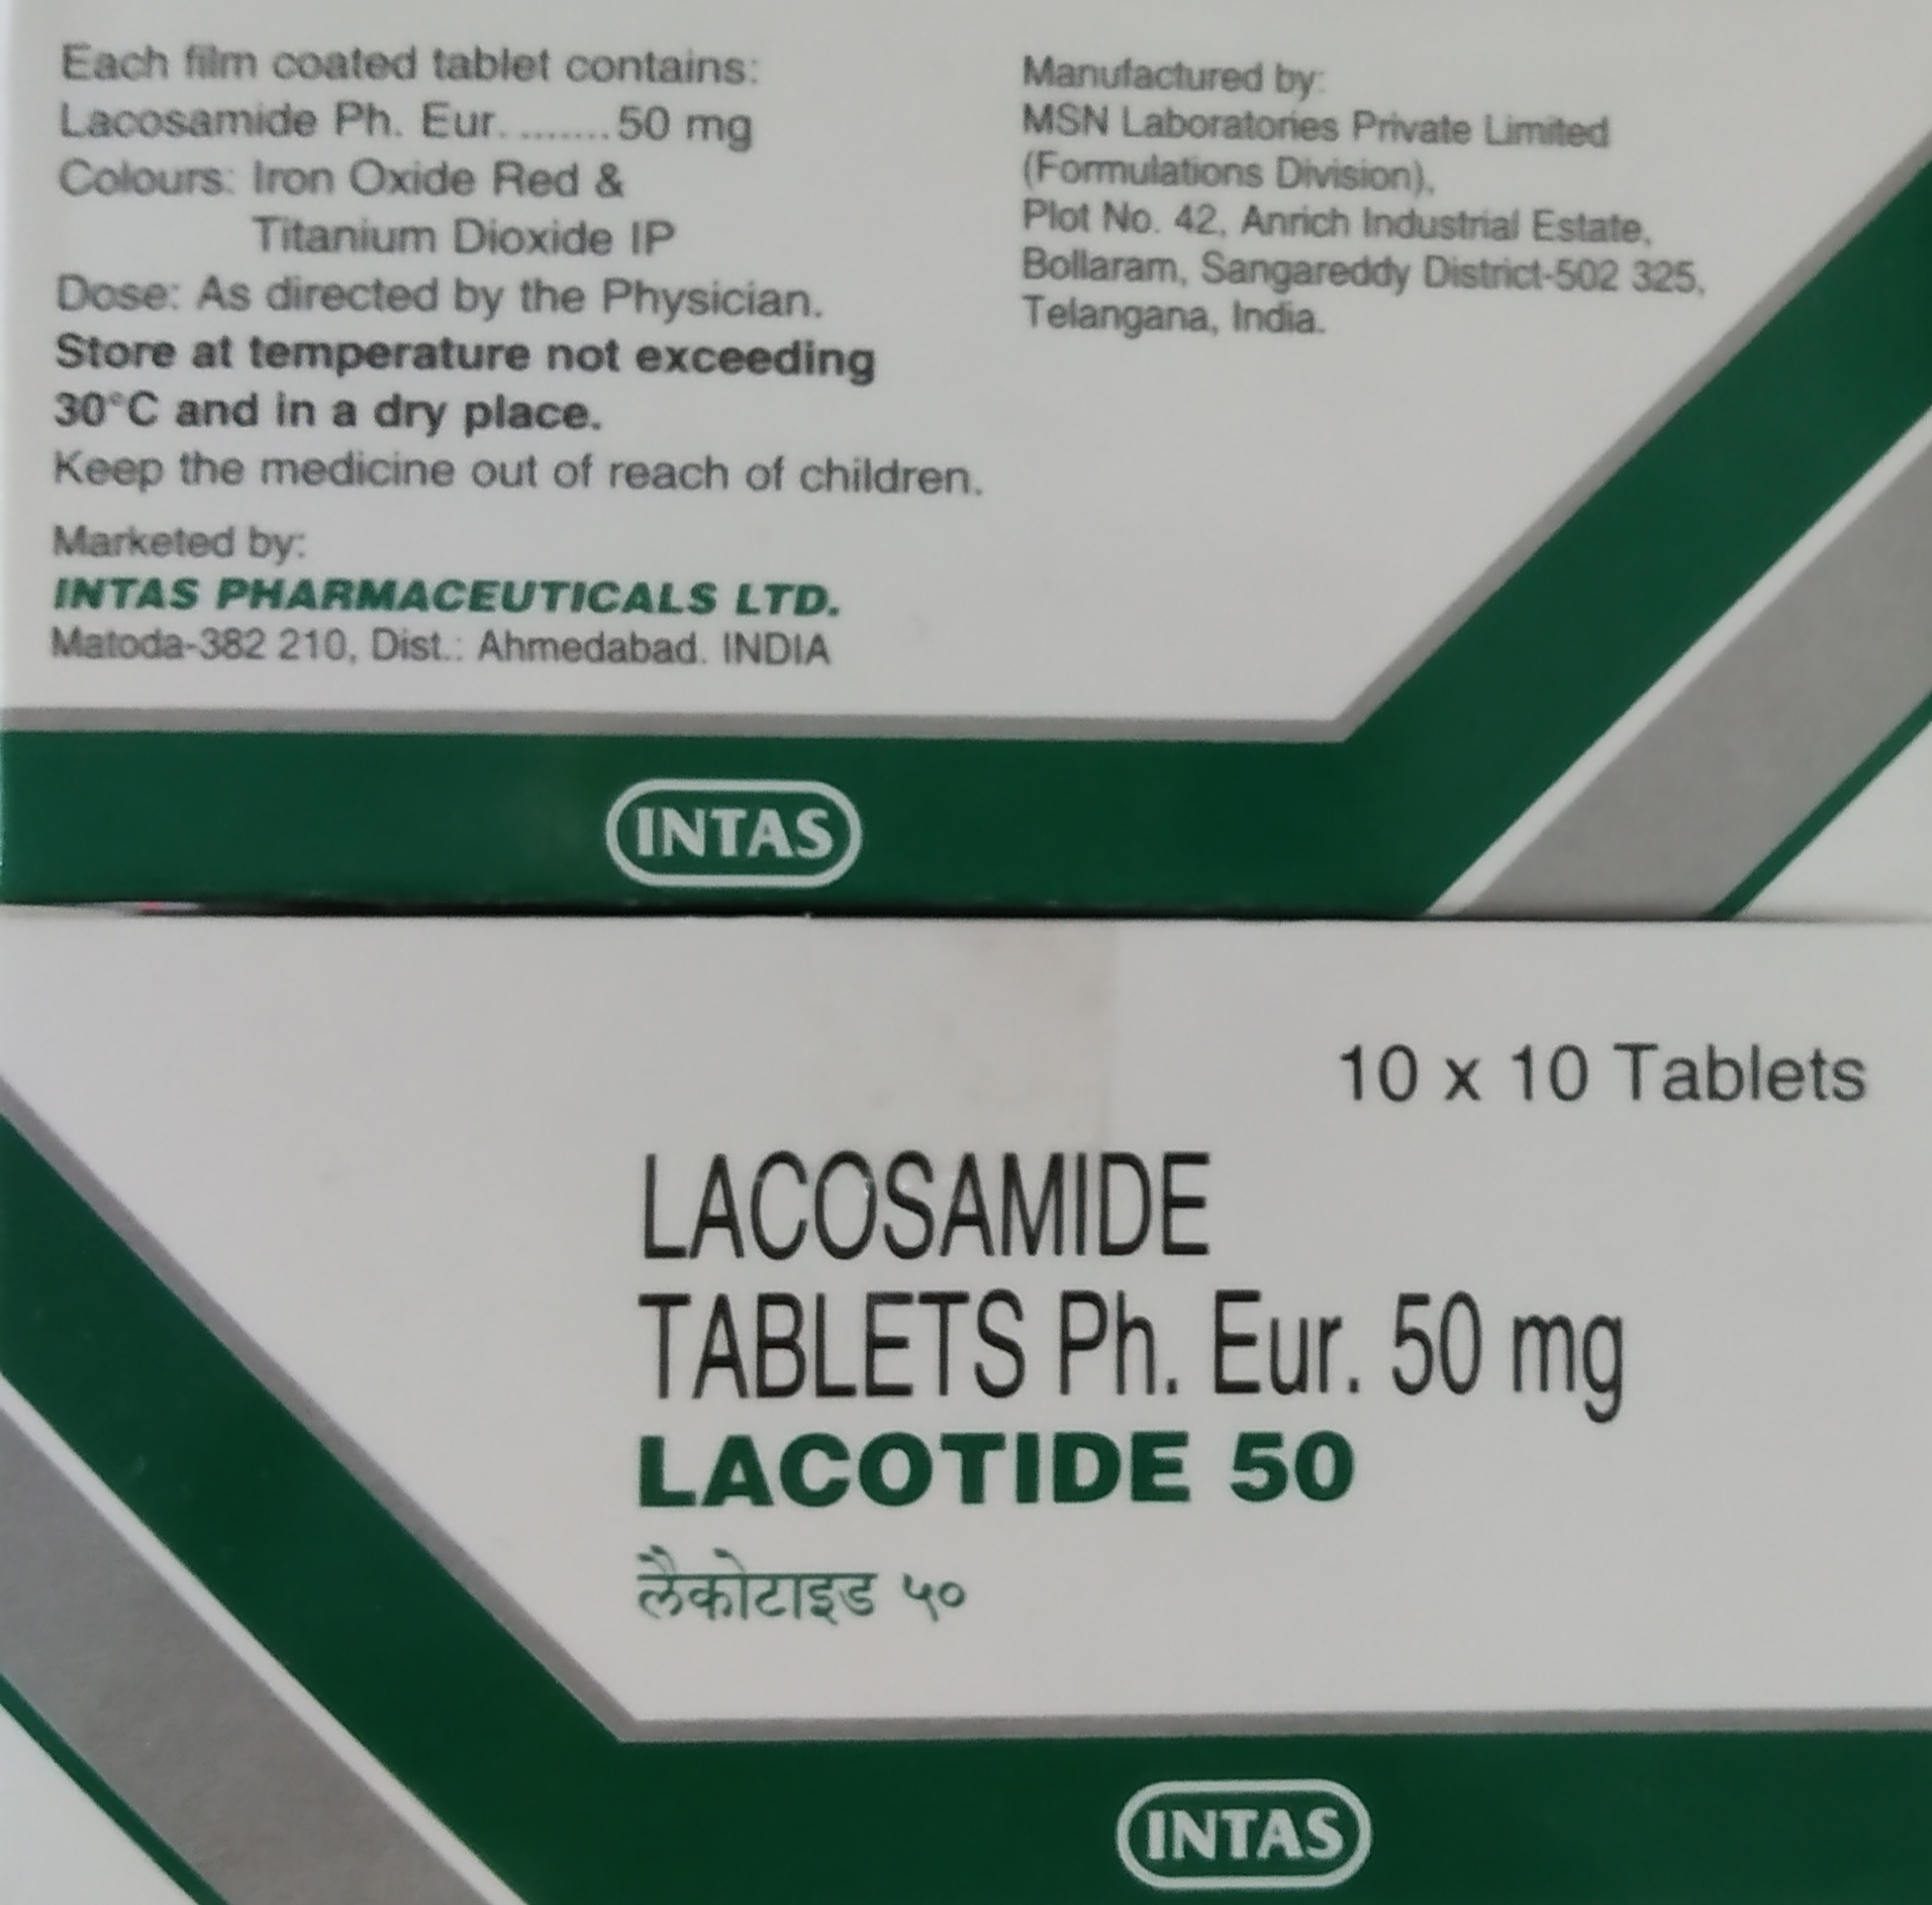 Each film coated tablet contains:
Lacosamide Ph. Eur. ........ 50 mg
Colours: Iron Oxide Red &
Titanium Dioxide IP
Dose: As directed by the Physician.
Store at temperature not exceeding
30°C and in a dry place.
Keep the medicine out of reach of children.
Marketed by:
INTAS PHARMACEUTICALS LTD.
Matoda-382 210, Dist.: Ahmedabad. INDIA
Manufactured by:
MSN Laboratories Private Limited
(Formulations Division),
Plot No. 42, Anrich Industrial Estate,
Bollaram, Sangareddy District-502 325,
Telangana, India.
INTAS
10 x 10 Tablets
LACOSAMIDE
TABLETS Ph. Eur. 50 mg
LACOTIDE 50
लैकोटाइड ५०
INTAS